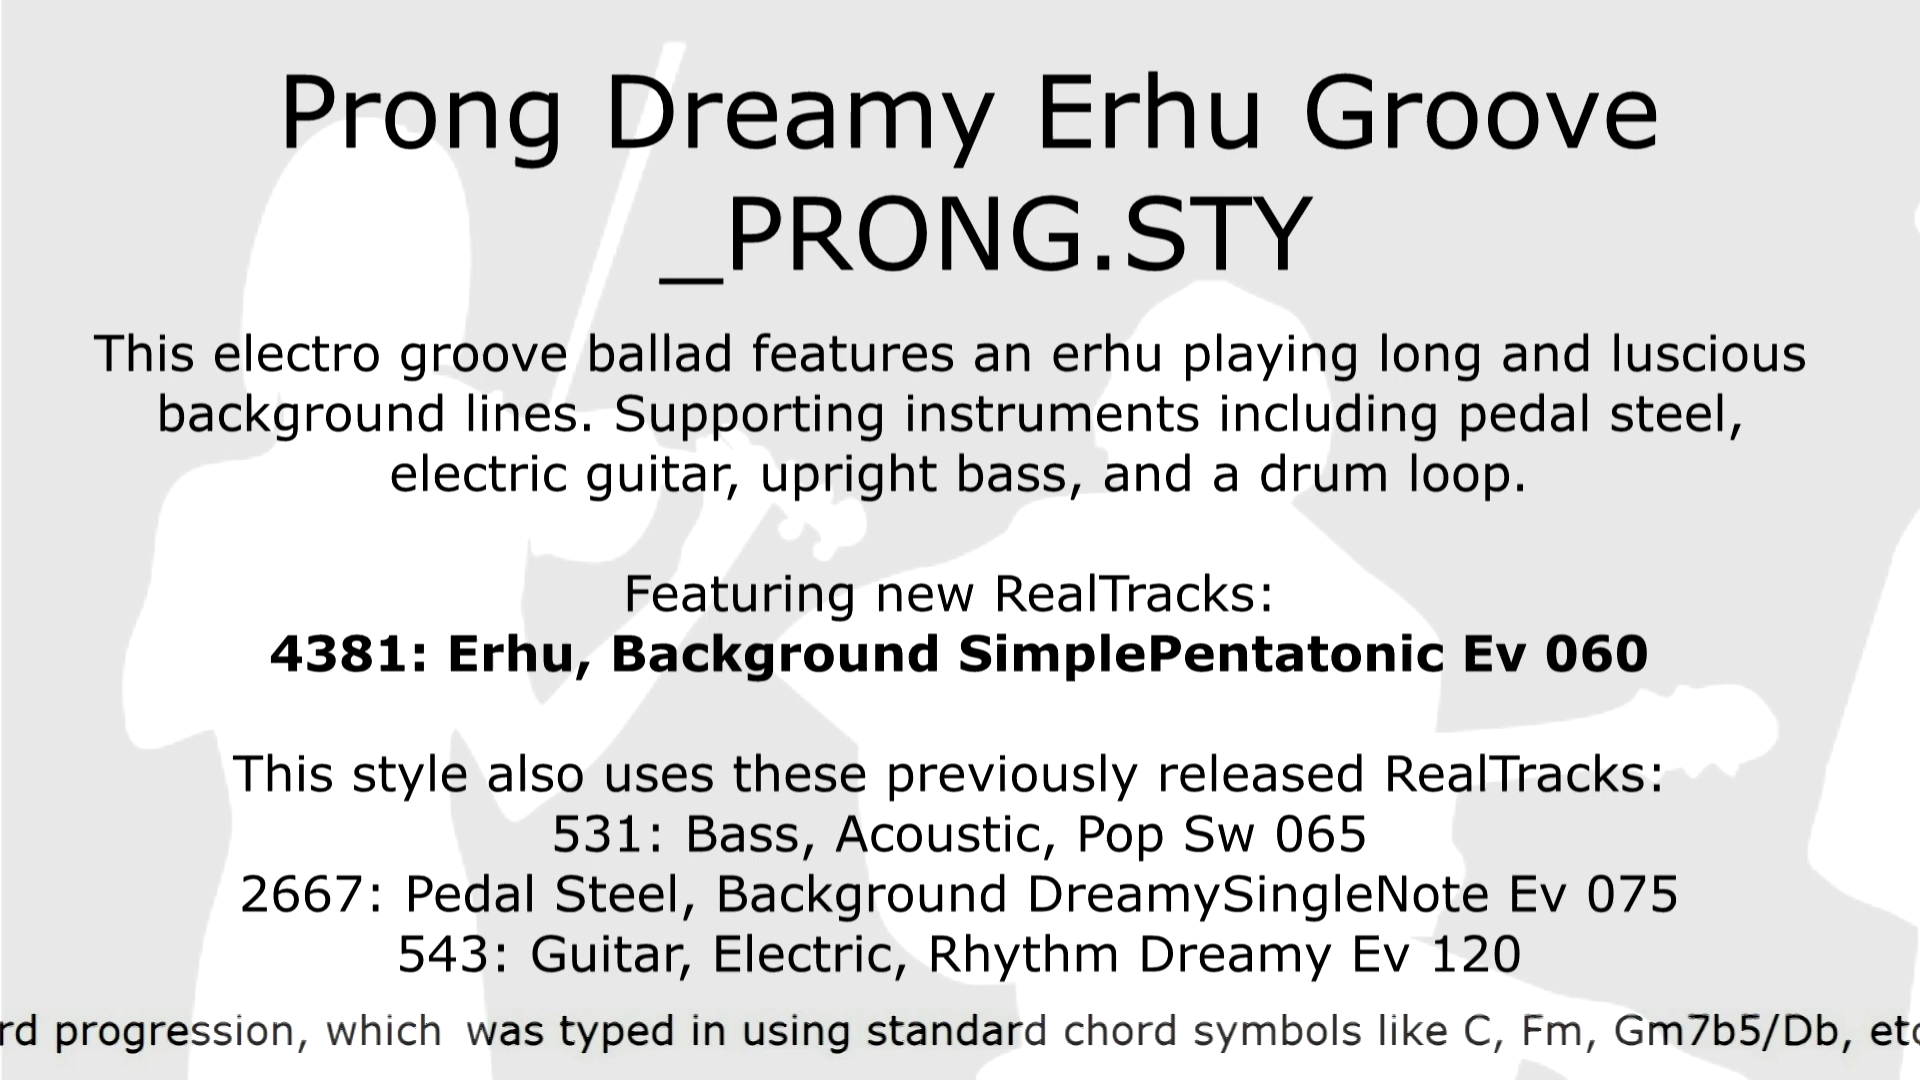 Prong Dreamy Erhu Groove
_PRONG.STY
This electro groove ballad features an erhu playing long and luscious
background lines. Supporting instruments including pedal steel,
electric guitar, upright bass, and a drum loop.
Featuring new RealTracks:
4381: Erhu, Background SimplePentatonic Ev 060
This style also uses these previously released RealTracks:
531: Bass, Acoustic, Pop Sw 065
2667: Pedal Steel, Background DreamySingleNote Ev 075
543: Guitar, Electric, Rhythm Dreamy Ev 120
rd progression, which was typed in using standard chord symbols like C, Fm, Gm7b5/Db, etc